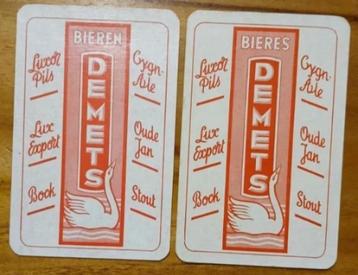 BIEREN
DEMETS
Luxor
Pils
Cygn-
Ale
Lux
Export
Oude
Jan
Bock
Stout
BIERES
DEMETS
Luxor
Pils
Cygn-
Ale
Lux
Export
Oude
Jan
Bock
Stout